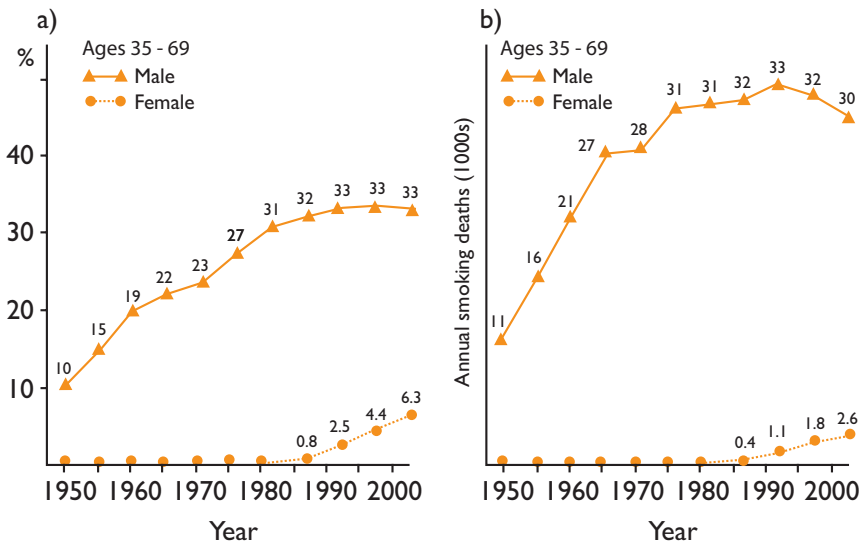 a)
%
Ages 35 - 69
Male
Female
40
30
20
10
10
15
19
22
23
27
31
32
33
33
33
0.8
2.5
4.4
6.3
1950 1960 1970 1980 1990 2000
Year
b)
Annual smoking deaths (1000s)
Ages 35 - 69
Male
Female
11
16
21
27
28
31
31
32
33
32
30
0.4
1.1
1.8
2.6
1950 1960 1970 1980 1990 2000
Year